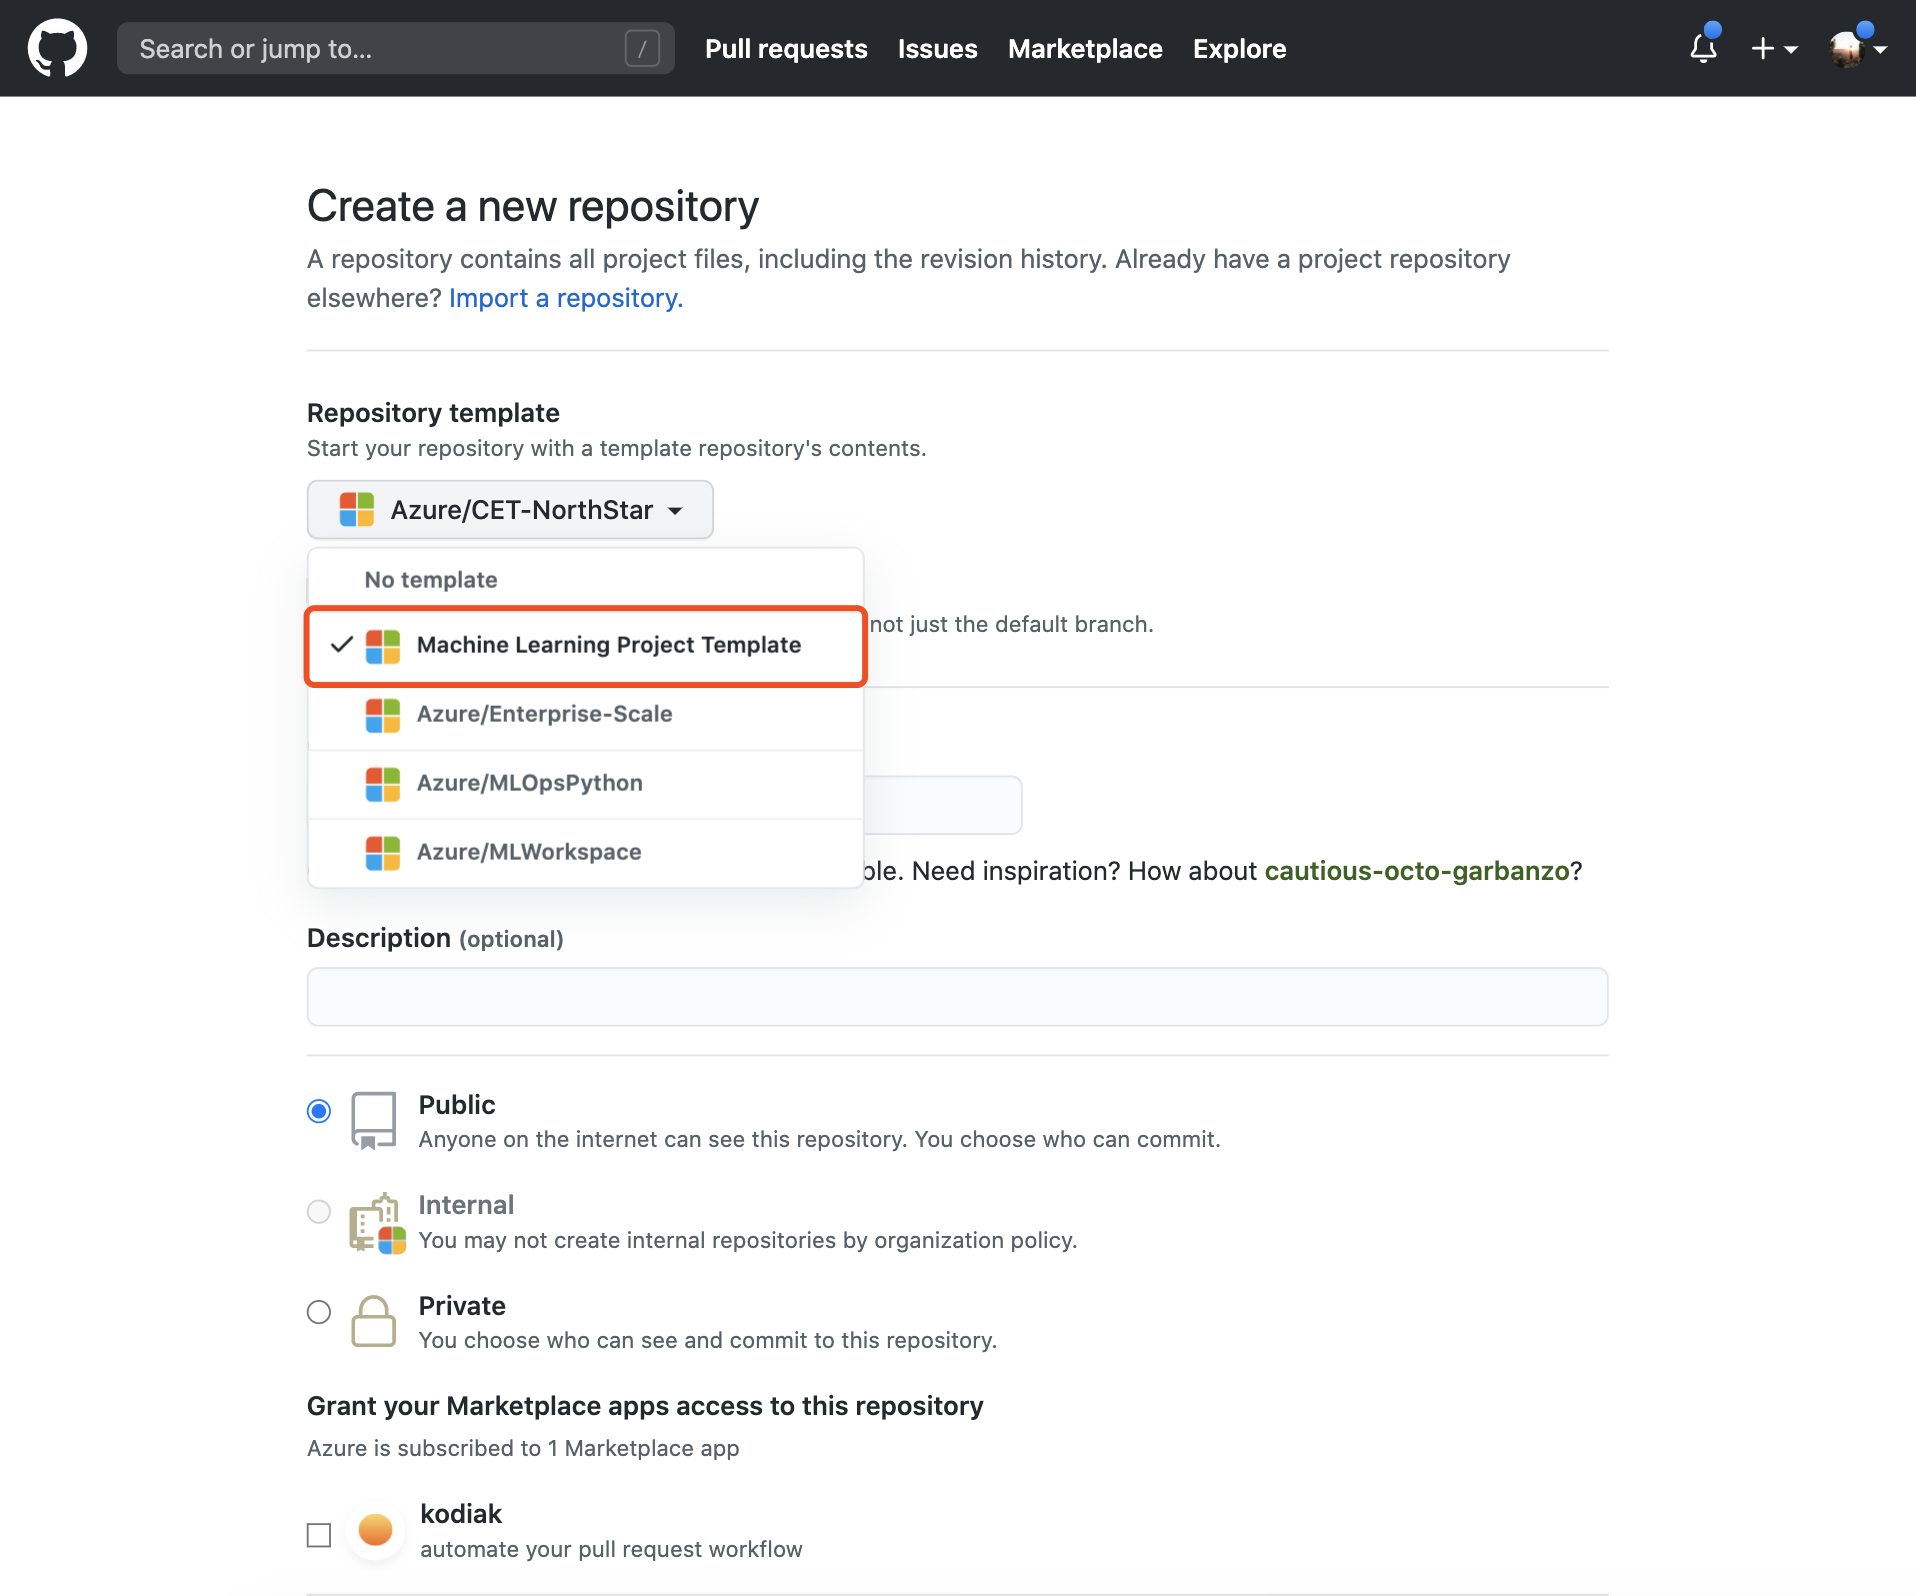 Search or jump to...
/
Pull requests
Issues
Marketplace
Explore
Create a new repository
A repository contains all project files, including the revision history. Already have a project repository
elsewhere? Import a repository.
Repository template
Start your repository with a template repository's contents.
Azure/CET-NorthStar
No template
not just the default branch.
Machine Learning Project Template
Azure/Enterprise-Scale
Azure/MLOpsPython
Azure/MLWorkspace
ble. Need inspiration? How about cautious-octo-garbanzo?
Description (optional)
Public
Anyone on the internet can see this repository. You choose who can commit.
Internal
You may not create internal repositories by organization policy.
Private
You choose who can see and commit to this repository.
Grant your Marketplace apps access to this repository
Azure is subscribed to 1 Marketplace app
kodiak
automate your pull request workflow